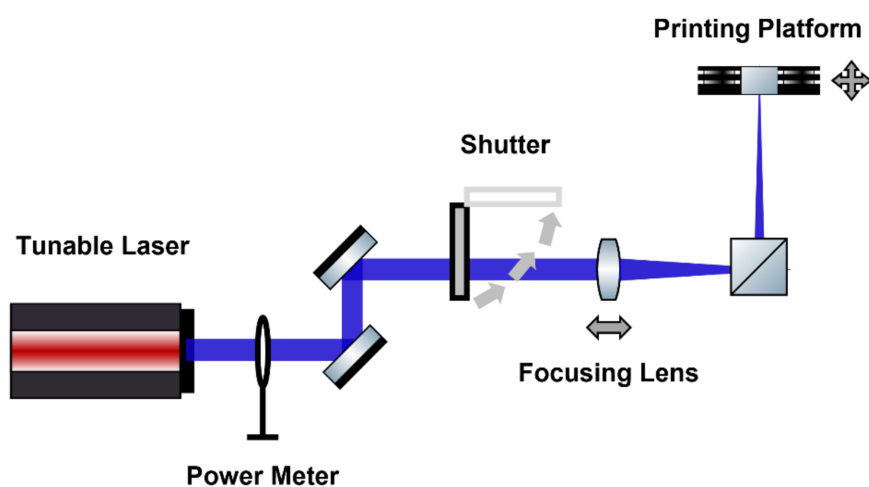 Printing Platform
Shutter
Tunable Laser
Focusing Lens
Power Meter